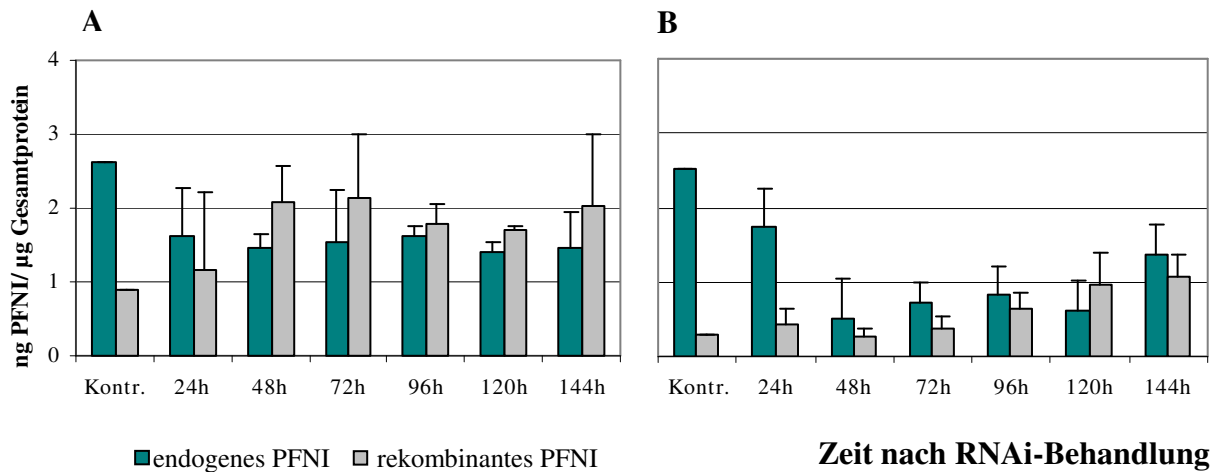 A
B
ng PFNI/ µg Gesamtprotein
4
3
2
1
0
Kontr. 24h 48h 72h 96h 120h 144h
Kontr. 24h 48h 72h 96h 120h 144h
endogenes PFNI rekombinantes PFNI
Zeit nach RNAi-Behandlung